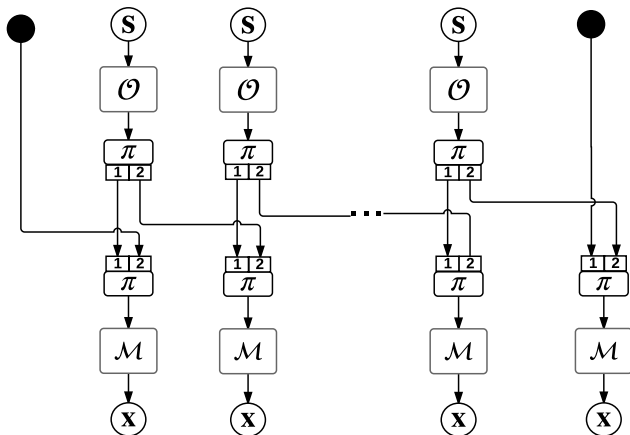 S S S
𝒪 𝒪 𝒪
π π π
1 2 1 2 1 2
...
1 2 1 2 1 2 1 2
π π π π
ℳ ℳ ℳ ℳ
x x x x